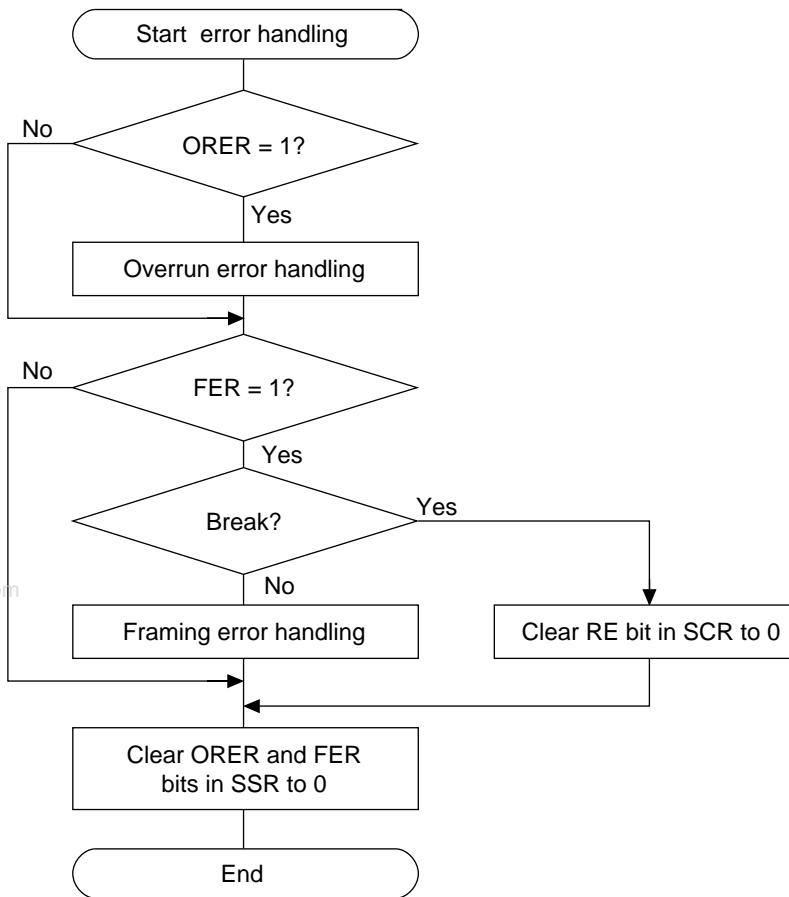 Start error handling
No
ORER = 1?
Yes
Overrun error handling
No
FER = 1?
Yes
Break?
Yes
No
Framing error handling
Clear RE bit in SCR to 0
Clear ORER and FER
bits in SSR to 0
End